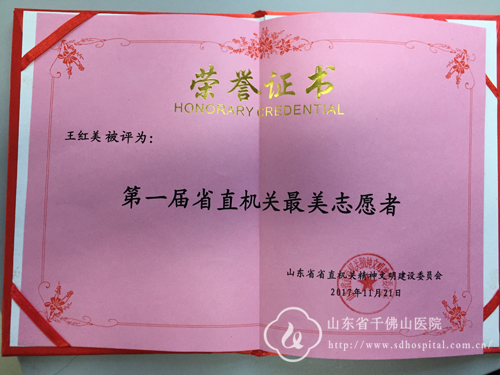 荣誉证书
HONORARY CREDENTIAL
王红美 被评为：
第一届省直机关最美志愿者
山东省省直机关精神文明建设委员会
2017年11月21日
山东省千佛山医院
http://www.sdhospital.com.cn